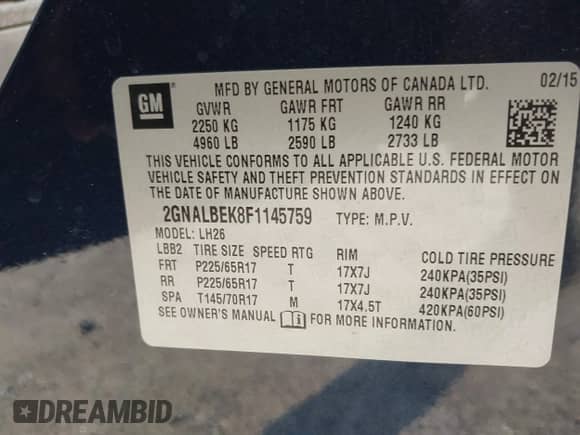 GM
MFD BY GENERAL MOTORS OF CANADA LTD. 02/15
GVWR GAWR FRT GAWR RR
2250 KG 1175 KG 1240 KG
4960 LB 2590 LB 2733 LB
THIS VEHICLE CONFORMS TO ALL APPLICABLE U.S. FEDERAL MOTOR
VEHICLE SAFETY AND THEFT PREVENTION STANDARDS IN EFFECT ON
THE DATE OF MANUFACTURE SHOWN ABOVE.
2GNALBEK8F1145759 TYPE: M.P.V.
MODEL: LH26
LBB2 TIRE SIZE SPEED RTG RIM COLD TIRE PRESSURE
FRT P225/65R17 T 17X7J 240KPA(35PSI)
RR P225/65R17 T 17X7J 240KPA(35PSI)
SPA T145/70R17 M 17X4.5T 420KPA(60PSI)
SEE OWNER'S MANUAL FOR MORE INFORMATION.
DREAMBID